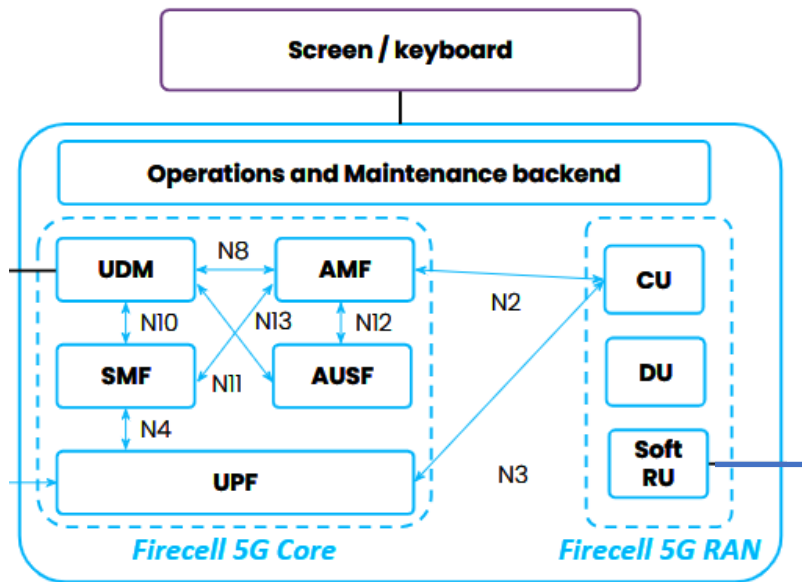 Screen / keyboard
Operations and Maintenance backend
UDM
N8
AMF
CU
N2
N10
N13
N12
SMF
N11
AUSF
DU
N4
Soft
RU
UPF
N3
Firecell 5G Core
Firecell 5G RAN